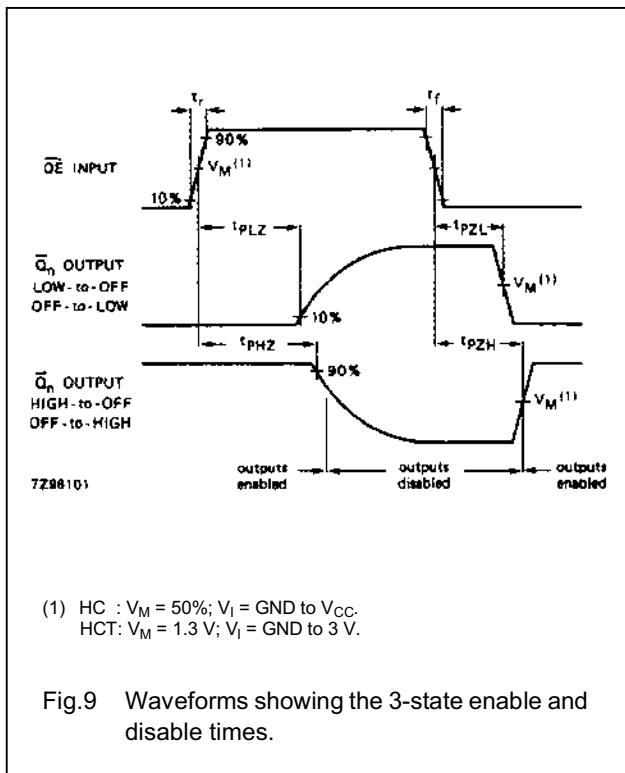 t_r
t_f
90%
V_M(1)
O̅E̅ INPUT
10%
t_PLZ
t_PZL
Q̅_n OUTPUT
LOW-to-OFF
OFF-to-LOW
V_M(1)
10%
t_PHZ
t_PZH
Q̅_n OUTPUT
HIGH-to-OFF
OFF-to-HIGH
90%
V_M(1)
outputs enabled
outputs disabled
outputs enabled
7Z96101
(1) HC : V_M = 50%; V_I = GND to V_CC.
HCT: V_M = 1.3 V; V_I = GND to 3 V.
Fig.9 Waveforms showing the 3-state enable and
disable times.